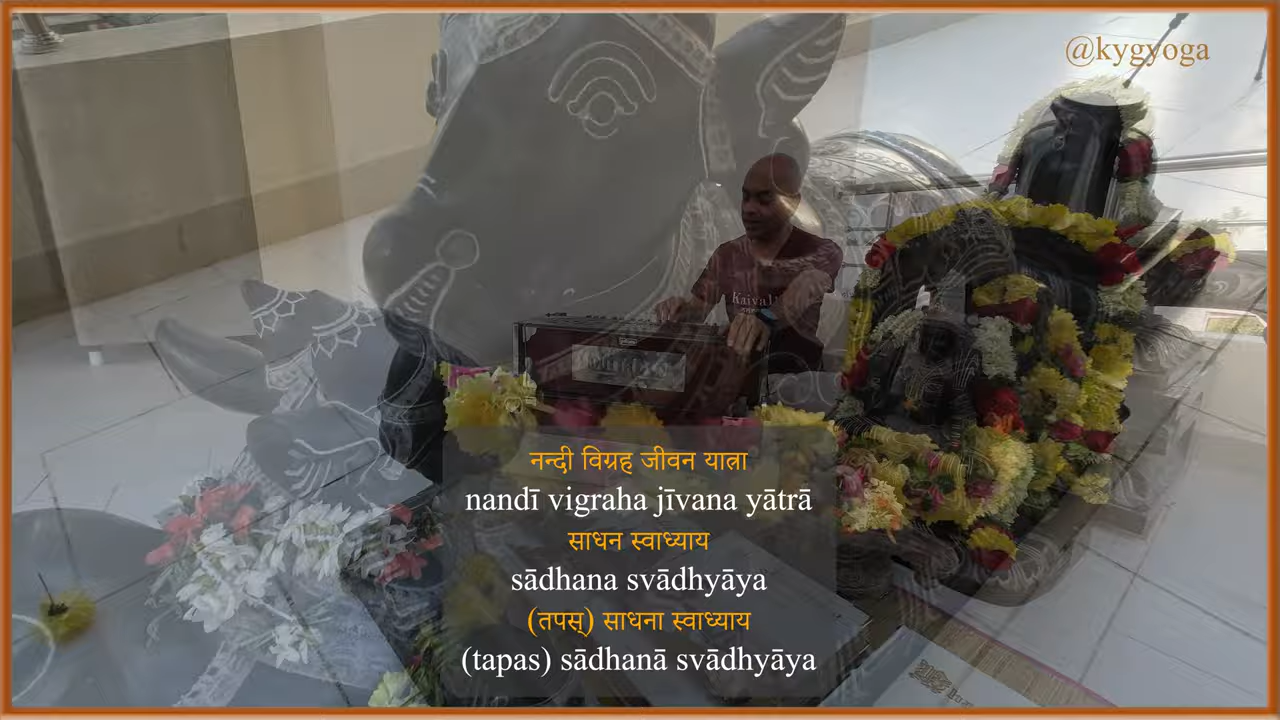 @kygyoga
नन्दी विग्रह जीवन यात्रा
nandī vigraha jīvana yātrā
साधन स्वाध्याय
sādhana svādhyāya
(तपस्) साधना स्वाध्याय
(tapas) sādhanā svādhyāya